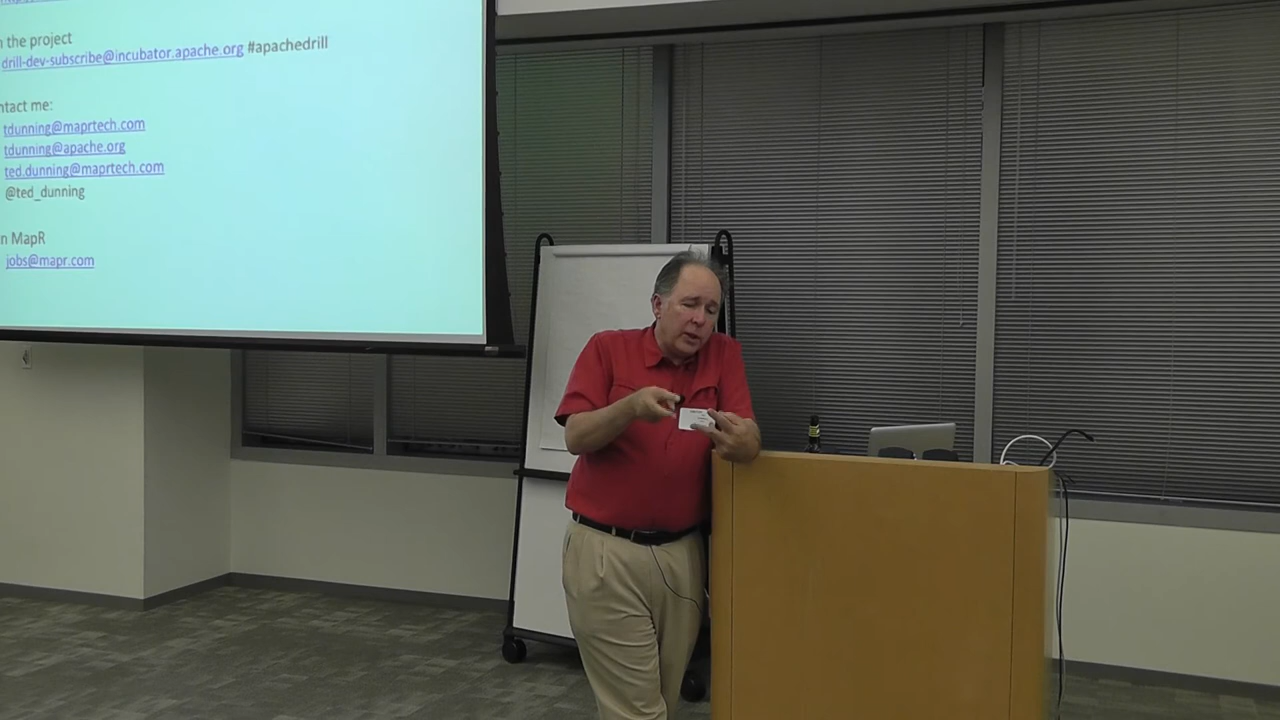 the project
drill-dev-subscribe@incubator.apache.org #apachedrill
ntact me:
tdunning@maprtech.com
tdunning@apache.org
ted.dunning@maprtech.com
@ted_dunning
n MapR
jobs@mapr.com